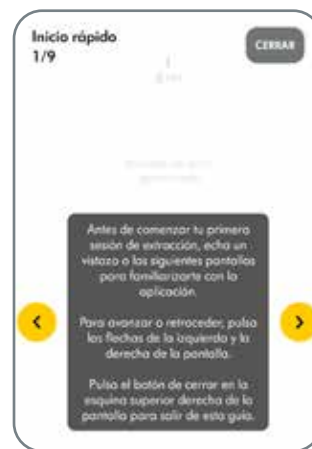 Inicio rápido
CERRAR
1/9
Antes de comenzar tu primera
sesión de extracción, echa un
vistazo a las siguientes pantallas
para familiarizarte con la
aplicación.
Para avanzar o retroceder, pulsa
las flechas de la izquierda y la
derecha de la pantalla.
Pulsa el botón de cerrar en la
esquina superior derecha de la
pantalla para salir de esta guía.